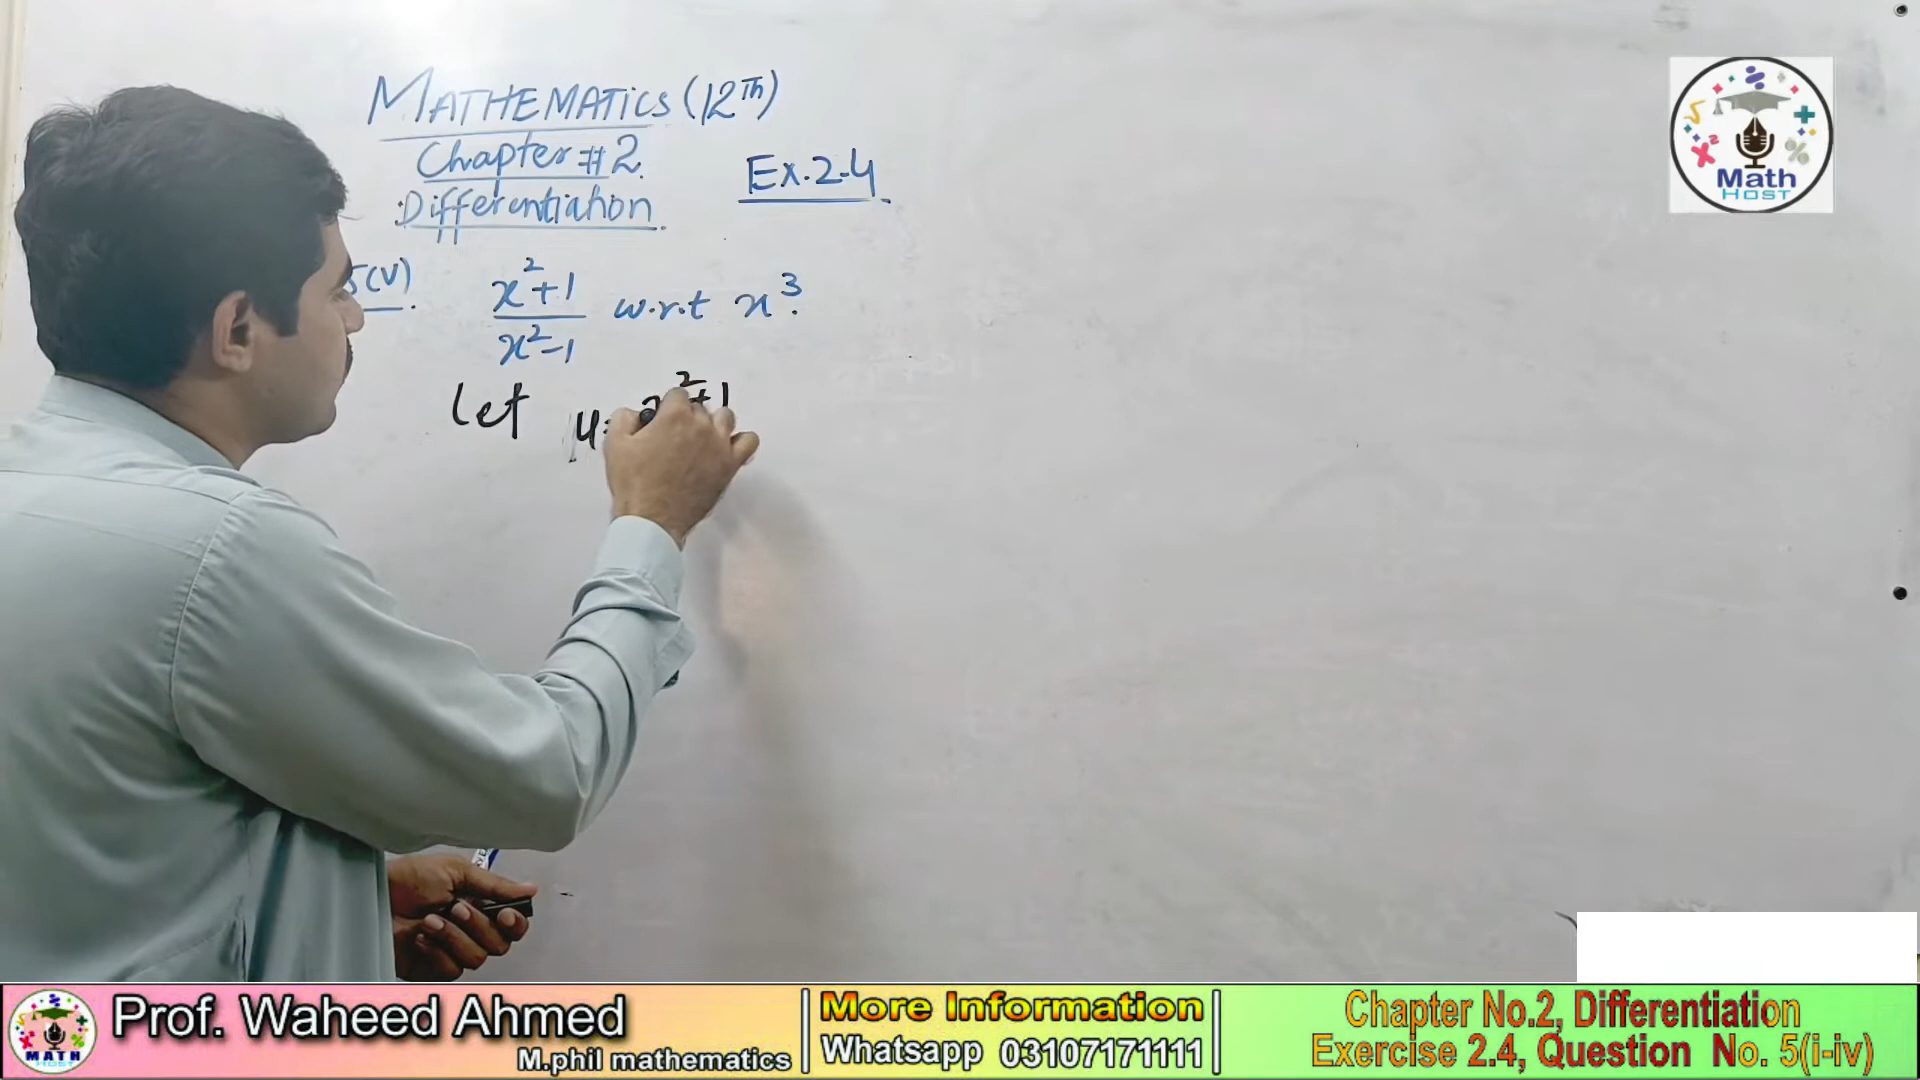 MATHEMATICS (12Th)
Chapter # 2
Differentiation
Ex. 2.4
5(V) x²+1 / x²-1 w.r.t x³.
let y = x²+1
Math
HOST
MATH
HOST
Prof. Waheed Ahmed
M.phil mathematics
More Information
Whatsapp 03107171111
Chapter No.2, Differentiation
Exercise 2.4, Question No. 5(i-iv)